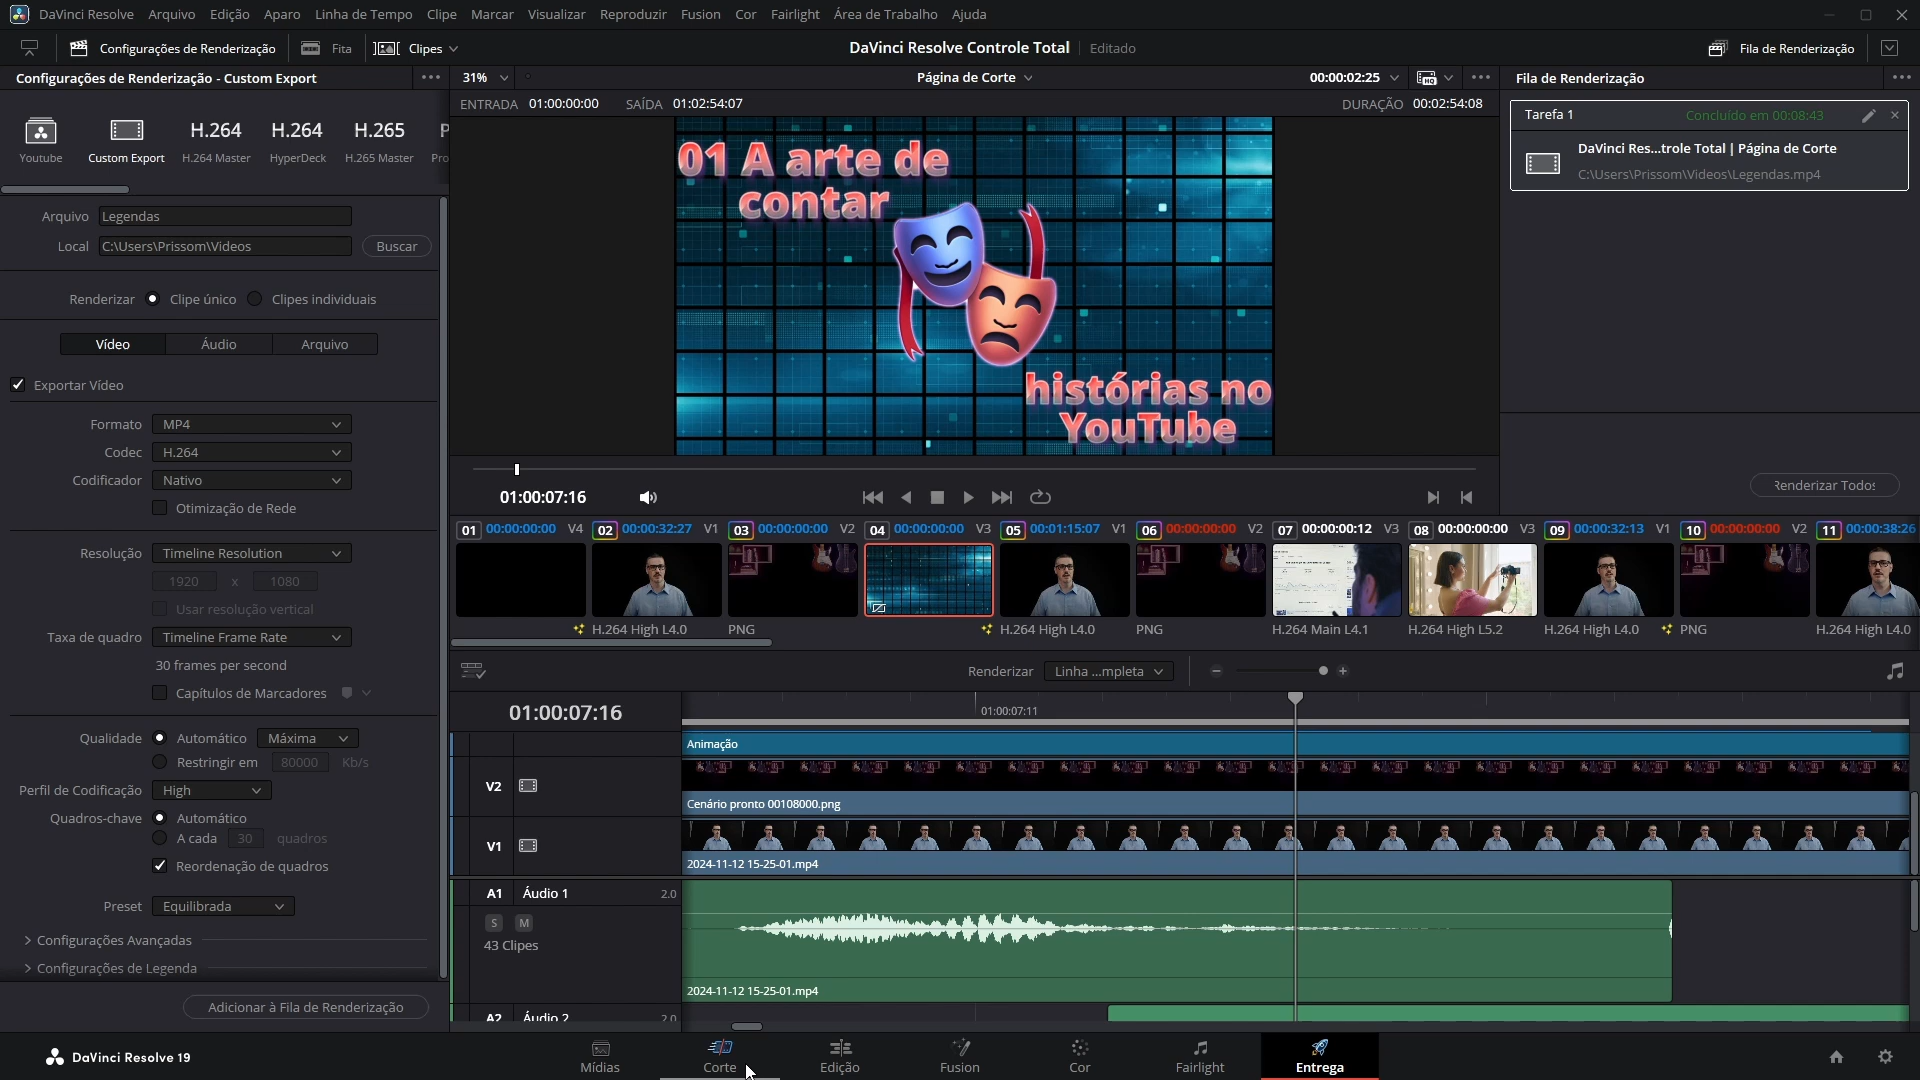 DaVinci Resolve Arquivo Edição Aparo Linha de Tempo Clipe Marcar Visualizar Reproduzir Fusion Cor Fairlight Área de Trabalho Ajuda
Configurações de Renderização Fita Clipes DaVinci Resolve Controle Total Editado Fila de Renderização
Configurações de Renderização - Custom Export 31% Página de Corte 00:00:02:25 Fila de Renderização
ENTRADA 01:00:00:00 SAÍDA 01:02:54:07 DURAÇÃO 00:02:54:08
Tarefa 1 Concluído em 00:08:43
DaVinci Res...trole Total | Página de Corte
C:\Users\Prissom\Videos\Legendas.mp4
H.264 H.264 H.265 P
Youtube Custom Export H.264 Master HyperDeck H.265 Master Pro
01 A arte de
contar
histórias no
YouTube
Arquivo Legendas
Local C:\Users\Prissom\Videos Buscar
Renderizar Clipe único Clipes individuais
Vídeo Áudio Arquivo
Exportar Vídeo
Formato MP4
Codec H.264
Codificador Nativo
Otimização de Rede
Resolução Timeline Resolution
1920 x 1080
Usar resolução vertical
Taxa de quadro Timeline Frame Rate
30 frames per second
Capítulos de Marcadores
Qualidade Automático Máxima
Restringir em 80000 Kb/s
Perfil de Codificação High
Quadros-chave Automático
A cada 30 quadros
Reordenação de quadros
Preset Equilibrada
Configurações Avançadas
Configurações de Legenda
Adicionar à Fila de Renderização
01:00:07:16
Renderizar Todos
01 00:00:00:00 V4 02 00:00:32:27 V1 03 00:00:00:00 V2 04 00:00:00:00 V3 05 00:01:15:07 V1 06 00:00:00:00 V2 07 00:00:00:12 V3 08 00:00:00:00 V3 09 00:00:32:13 V1 10 00:00:00:00 V2 11 00:00:38:26
H.264 High L4.0 PNG H.264 High L4.0 PNG H.264 Main L4.1 H.264 High L5.2 H.264 High L4.0 PNG H.264 High L4.0
Renderizar Linha ...mpleta
01:00:07:16 01:00:07:11
Animação
V2
Cenário pronto 00108000.png
V1
2024-11-12 15-25-01.mp4
A1 Áudio 1 2.0
S M
43 Clipes
2024-11-12 15-25-01.mp4
A2 Áudio 2 2.0
DaVinci Resolve 19 Mídias Corte Edição Fusion Cor Fairlight Entrega